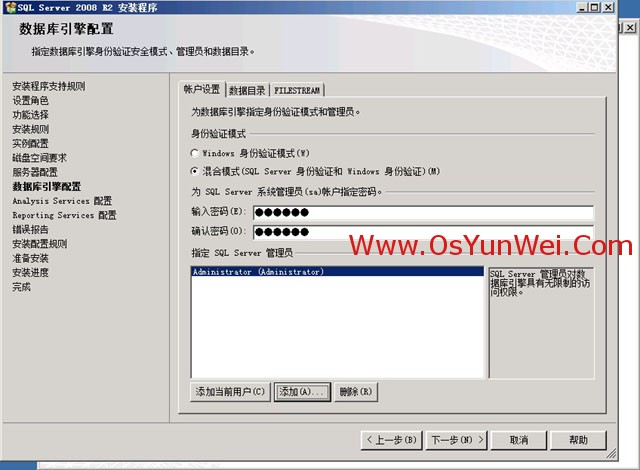 SQL Server 2008 R2 安装程序
数据库引擎配置
指定数据库引擎身份验证安全模式、管理员和数据目录。
安装程序支持规则
设置角色
功能选择
安装规则
实例配置
磁盘空间要求
服务器配置
数据库引擎配置
Analysis Services 配置
Reporting Services 配置
错误报告
安装配置规则
准备安装
安装进度
完成
帐户设置 数据目录 FILESTREAM
为数据库引擎指定身份验证模式和管理员。
身份验证模式
Windows 身份验证模式(W)
混合模式(SQL Server 身份验证和 Windows 身份验证)(M)
为 SQL Server 系统管理员(sa)帐户指定密码。
输入密码(E): ●●●●●●
确认密码(O): ●●●●●●
Www.OsYunWei.Com
指定 SQL Server 管理员
Administrator (Administrator)
SQL Server 管理员对数
据库引擎具有无限制的访
问权限。
添加当前用户(C) 添加(A)... 删除(R)
< 上一步(B) 下一步(N) > 取消 帮助